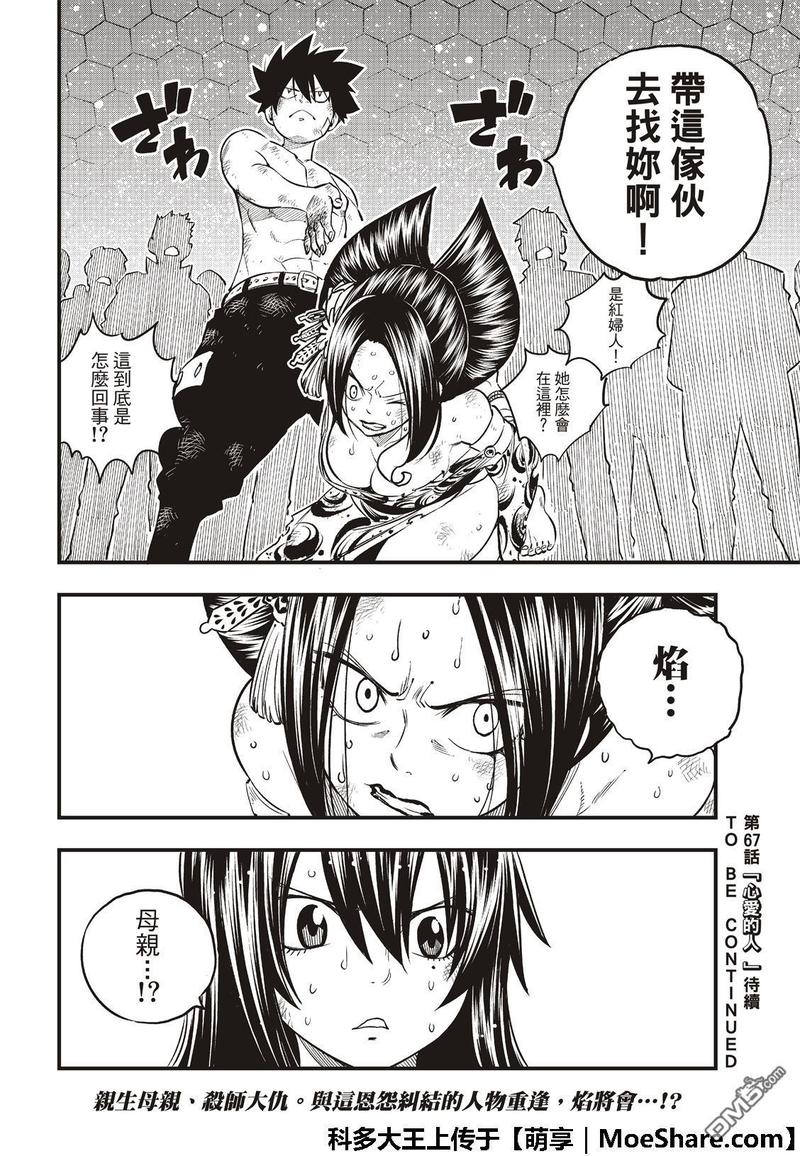 帶這傢伙
去找妳啊！
ざわ
ざわ
是紅婦人！
她怎麼會
在這裡？
這到底是
怎麼回事!?
焰…
母親…!?
第67話『心愛的人』待續
TO BE CONTINUED
親生母親、殺師大仇。與這恩怨糾結的人物重逢，焰將會…!?
科多大王上传于【萌享｜MoeShare.com】